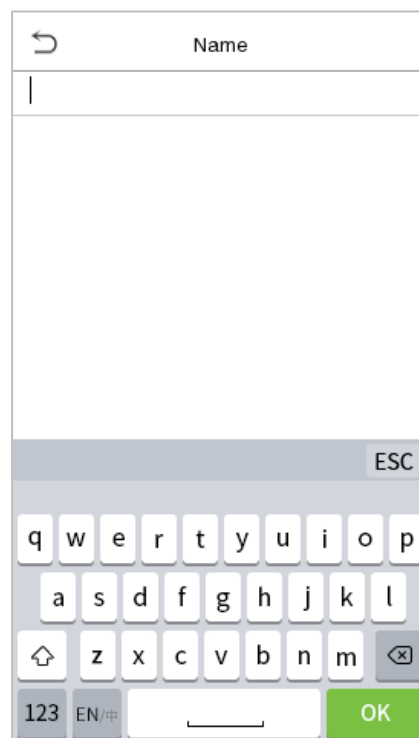 Name
ESC
q w e r t y u i o p
a s d f g h j k l
z x c v b n m
123 EN/中 OK